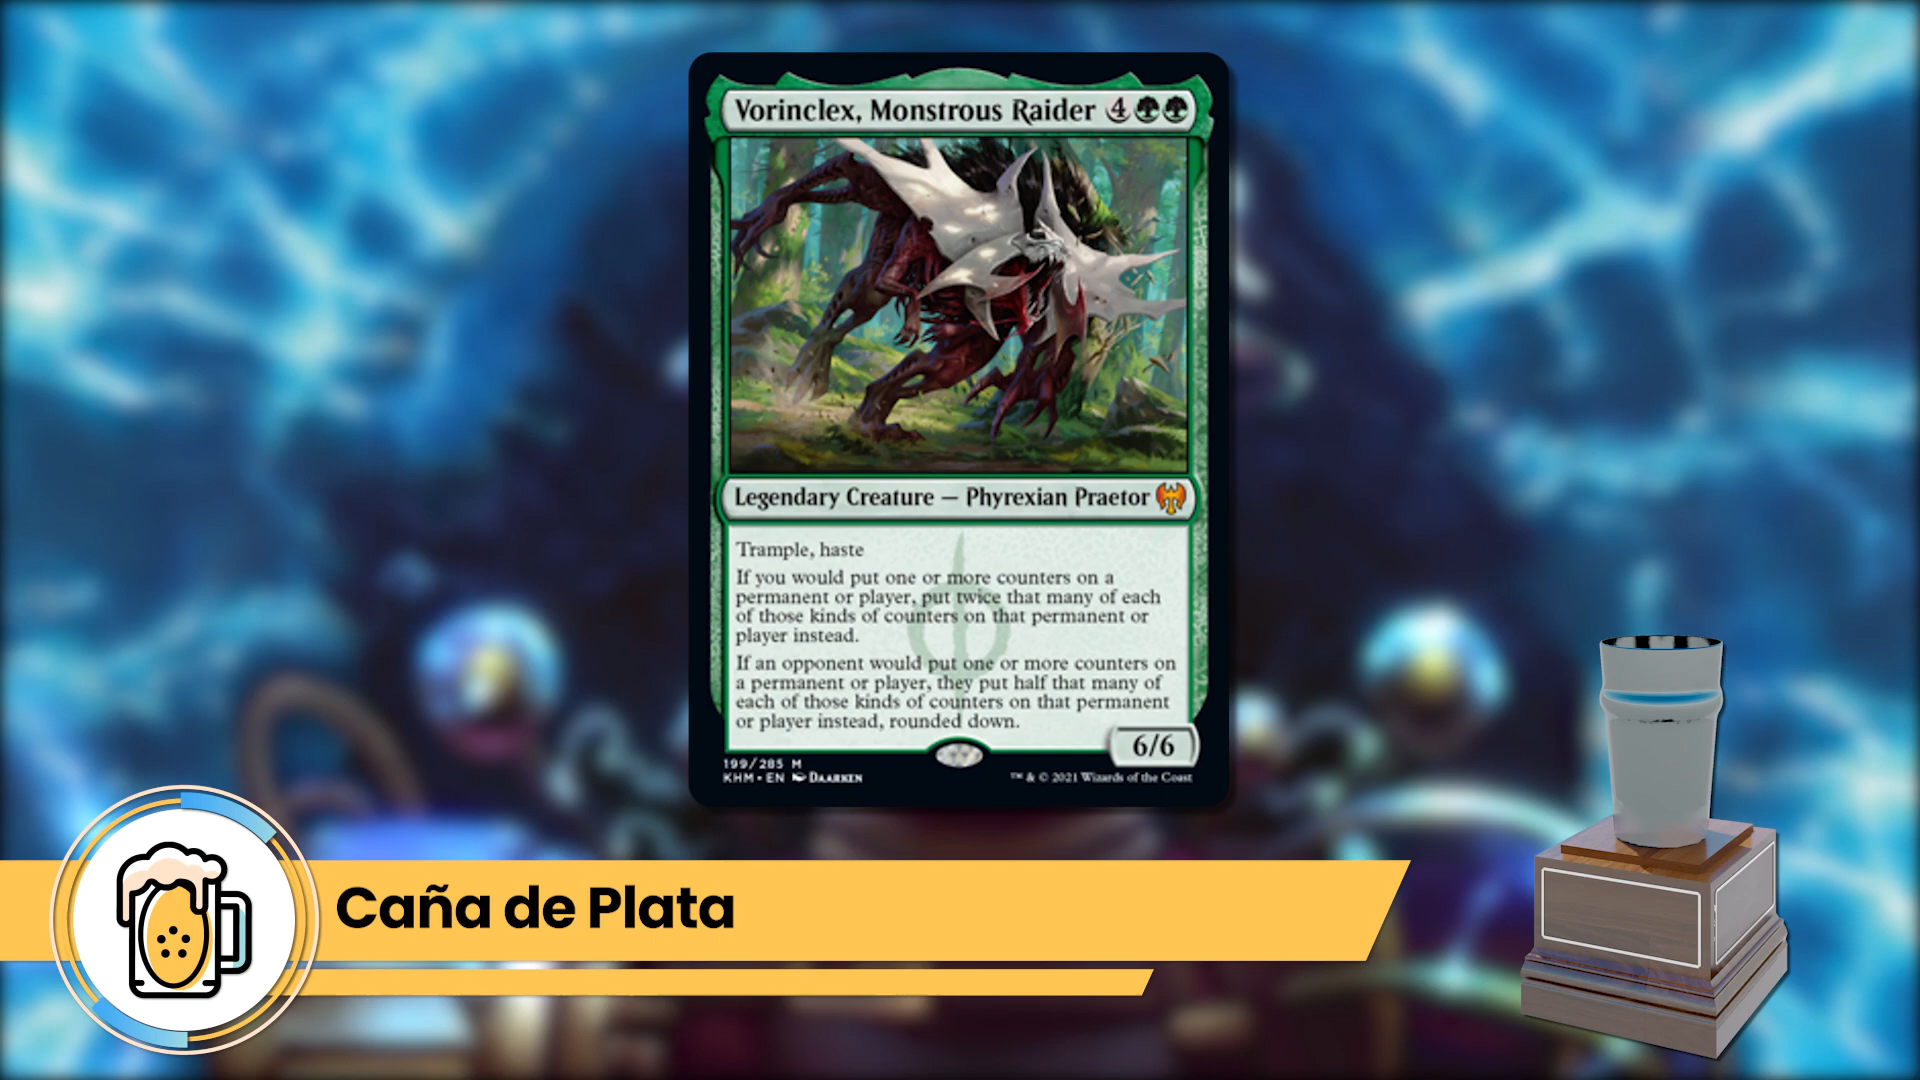 Vorinclex, Monstrous Raider 4
Legendary Creature — Phyrexian Praetor
Trample, haste
If you would put one or more counters on a
permanent or player, put twice that many of each
of those kinds of counters on that permanent or
player instead.
If an opponent would put one or more counters on
a permanent or player, they put half that many of
each of those kinds of counters on that permanent
or player instead, rounded down.
6/6
199/285 M
KHM • EN Daarken
™ & © 2021 Wizards of the Coast
Caña de Plata